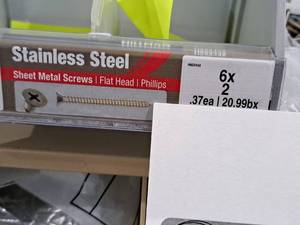 Stainless Steel
Sheet Metal Screws | Flat Head | Phillips
6x
2
.37ea | 20.99bx